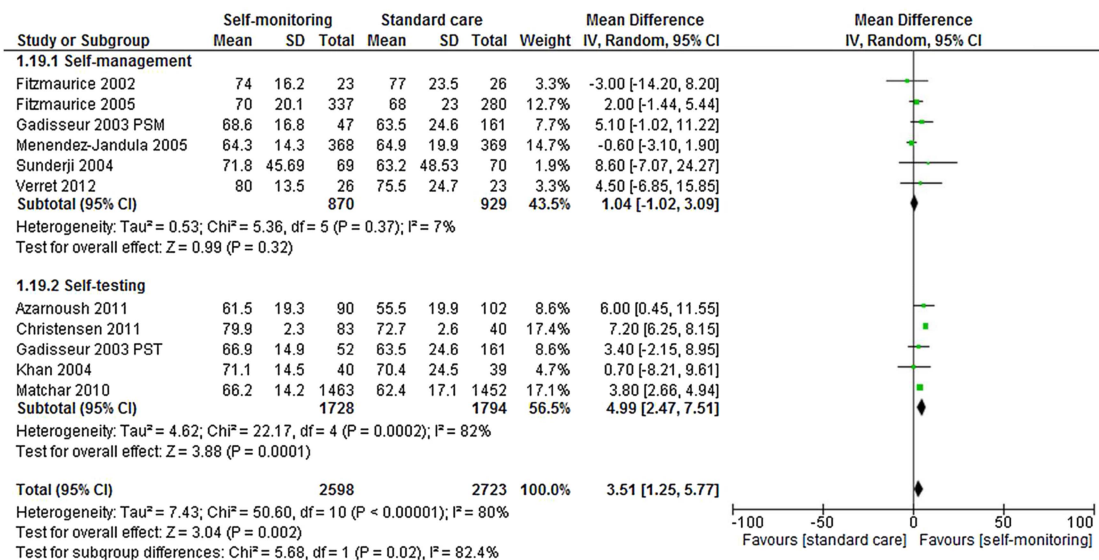 Self-monitoring Standard care Mean Difference Mean Difference
Study or Subgroup Mean SD Total Mean SD Total Weight IV, Random, 95% CI IV, Random, 95% CI
1.19.1 Self-management
Fitzmaurice 2002 74 16.2 23 77 23.5 26 3.3% -3.00 [-14.20, 8.20]
Fitzmaurice 2005 70 20.1 337 68 23 280 12.7% 2.00 [-1.44, 5.44]
Gadisseur 2003 PSM 68.6 16.8 47 63.5 24.6 161 7.7% 5.10 [-1.02, 11.22]
Menendez-Jandula 2005 64.3 14.3 368 64.9 19.9 369 14.7% -0.60 [-3.10, 1.90]
Sunderji 2004 71.8 45.69 69 63.2 48.53 70 1.9% 8.60 [-7.07, 24.27]
Verret 2012 80 13.5 26 75.5 24.7 23 3.3% 4.50 [-6.85, 15.85]
Subtotal (95% CI) 870 929 43.5% 1.04 [-1.02, 3.09]
Heterogeneity: Tau² = 0.53; Chi² = 5.36, df = 5 (P = 0.37); I² = 7%
Test for overall effect: Z = 0.99 (P = 0.32)
1.19.2 Self-testing
Azarnoush 2011 61.5 19.3 90 55.5 19.9 102 8.6% 6.00 [0.45, 11.55]
Christensen 2011 79.9 2.3 83 72.7 2.6 40 17.4% 7.20 [6.25, 8.15]
Gadisseur 2003 PST 66.9 14.9 52 63.5 24.6 161 8.6% 3.40 [-2.15, 8.95]
Khan 2004 71.1 14.5 40 70.4 24.5 39 4.7% 0.70 [-8.21, 9.61]
Matchar 2010 66.2 14.2 1463 62.4 17.1 1452 17.1% 3.80 [2.66, 4.94]
Subtotal (95% CI) 1728 1794 56.5% 4.99 [2.47, 7.51]
Heterogeneity: Tau² = 4.62; Chi² = 22.17, df = 4 (P = 0.0002); I² = 82%
Test for overall effect: Z = 3.88 (P = 0.0001)
Total (95% CI) 2598 2723 100.0% 3.51 [1.25, 5.77]
Heterogeneity: Tau² = 7.43; Chi² = 50.60, df = 10 (P < 0.00001); I² = 80%
Test for overall effect: Z = 3.04 (P = 0.002)
Test for subgroup differences: Chi² = 5.68, df = 1 (P = 0.02), I² = 82.4%
-100 -50 0 50 100
Favours [standard care] Favours [self-monitoring]